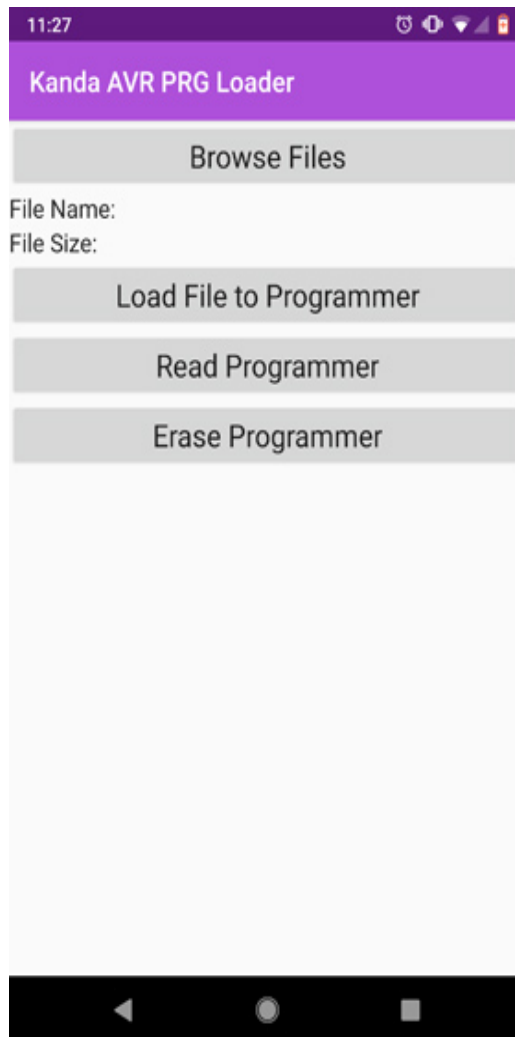 11:27
Kanda AVR PRG Loader
Browse Files
File Name:
File Size:
Load File to Programmer
Read Programmer
Erase Programmer